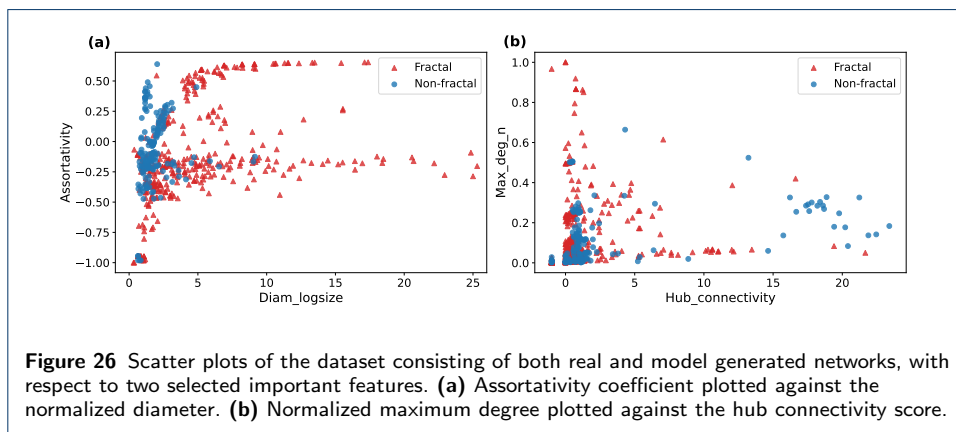 (a)
Assortativity
0.50
0.25
0.00
−0.25
−0.50
−0.75
−1.00
Fractal
Non-fractal
0 5 10 15 20 25
Diam_logsize
(b)
Max_deg_n
1.0
0.8
0.6
0.4
0.2
0.0
Fractal
Non-fractal
0 5 10 15 20
Hub_connectivity
Figure 26 Scatter plots of the dataset consisting of both real and model generated networks, with
respect to two selected important features. (a) Assortativity coefficient plotted against the
normalized diameter. (b) Normalized maximum degree plotted against the hub connectivity score.